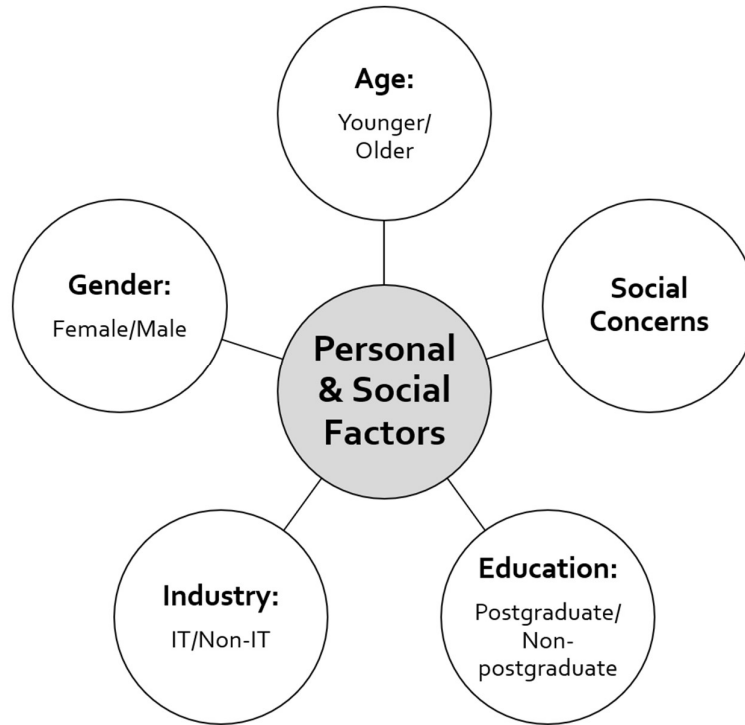 Age:
Younger/
Older
Gender:
Female/Male
Social
Concerns
Personal
& Social
Factors
Industry:
IT/Non-IT
Education:
Postgraduate/
Non-
postgraduate